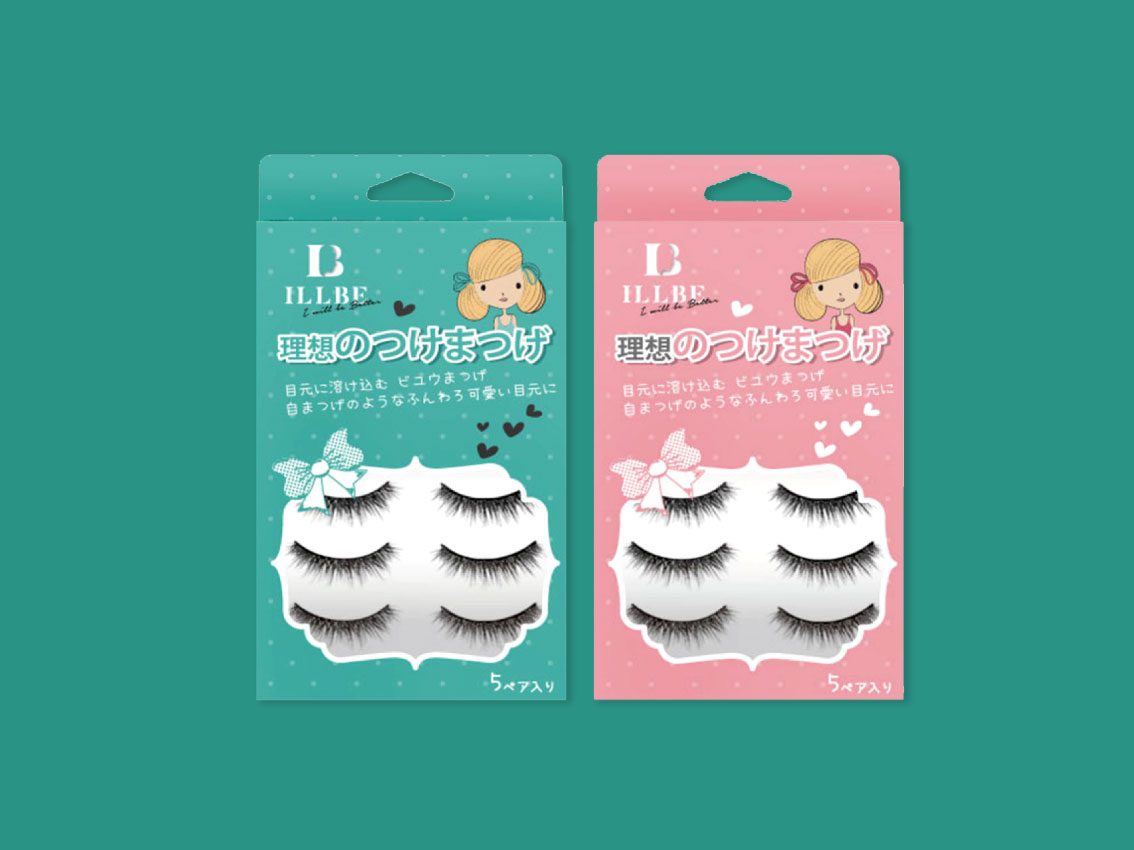 B
ILLBE
I will be Better
理想のつけまつげ
目元に溶け込む ビユウまつげ
自まつげのようなふんわろ可愛い目元に
5ペア入り
B
ILLBE
I will be Better
理想のつけまつげ
目元に溶け込む ビユウまつげ
自まつげのようなふんわろ可愛い目元に
5ペア入り